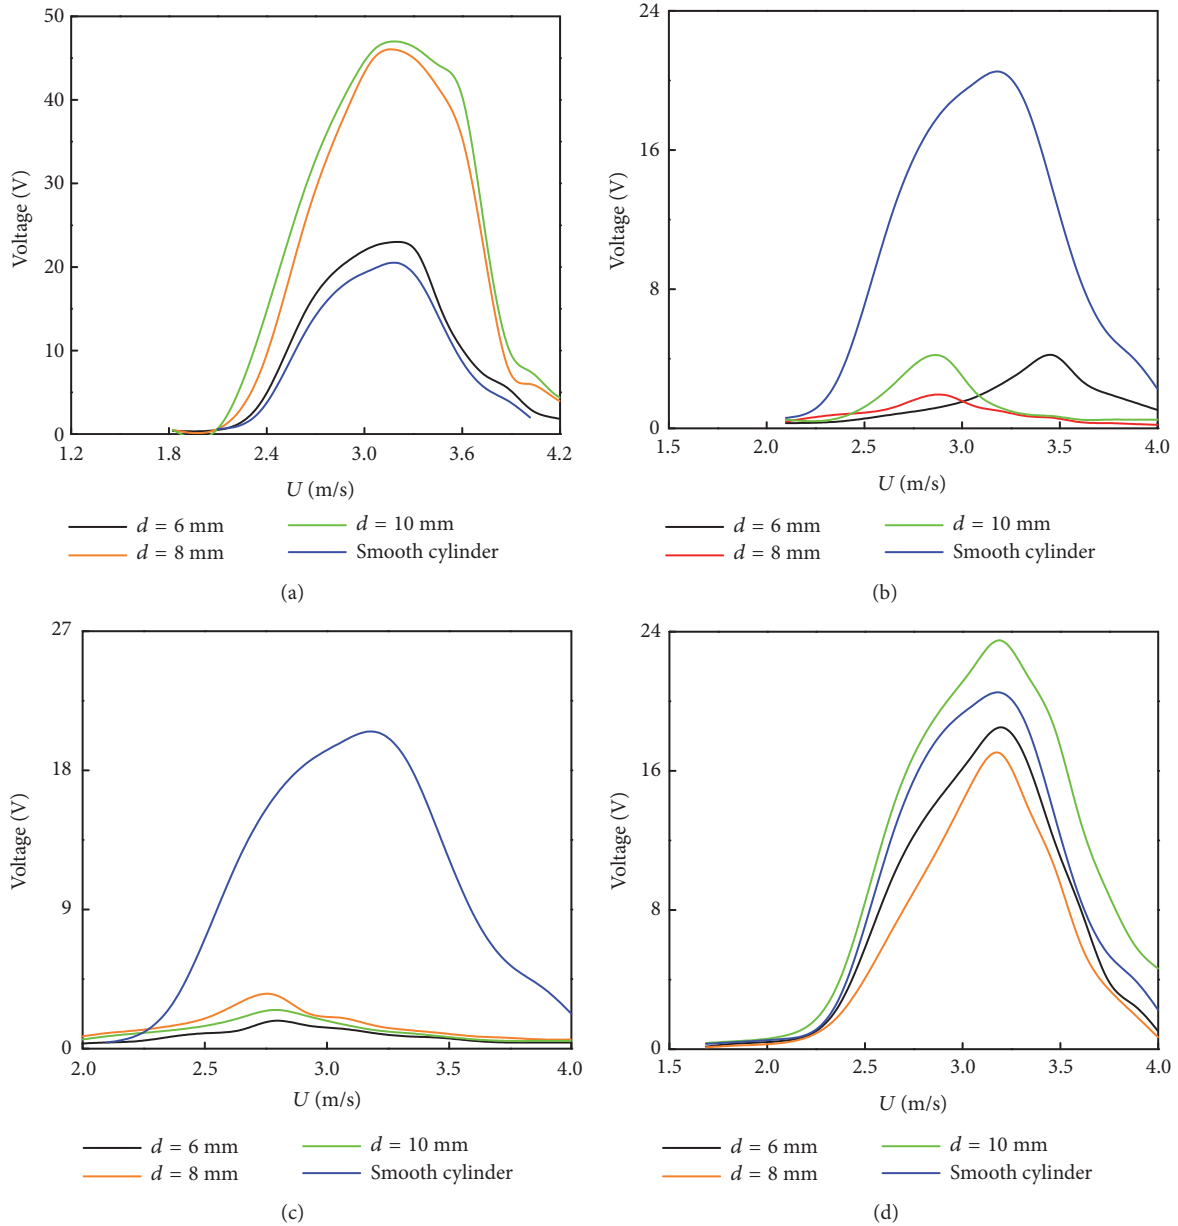 50
40
30
20
10
0
Voltage (V)
1.2 1.8 2.4 3.0 3.6 4.2
U (m/s)
d = 6 mm d = 10 mm
d = 8 mm Smooth cylinder
(a)
24
16
8
0
Voltage (V)
1.5 2.0 2.5 3.0 3.5 4.0
U (m/s)
d = 6 mm d = 10 mm
d = 8 mm Smooth cylinder
(b)
27
18
9
0
Voltage (V)
2.0 2.5 3.0 3.5 4.0
U (m/s)
d = 6 mm d = 10 mm
d = 8 mm Smooth cylinder
(c)
24
16
8
0
Voltage (V)
1.5 2.0 2.5 3.0 3.5 4.0
U (m/s)
d = 6 mm d = 10 mm
d = 8 mm Smooth cylinder
(d)